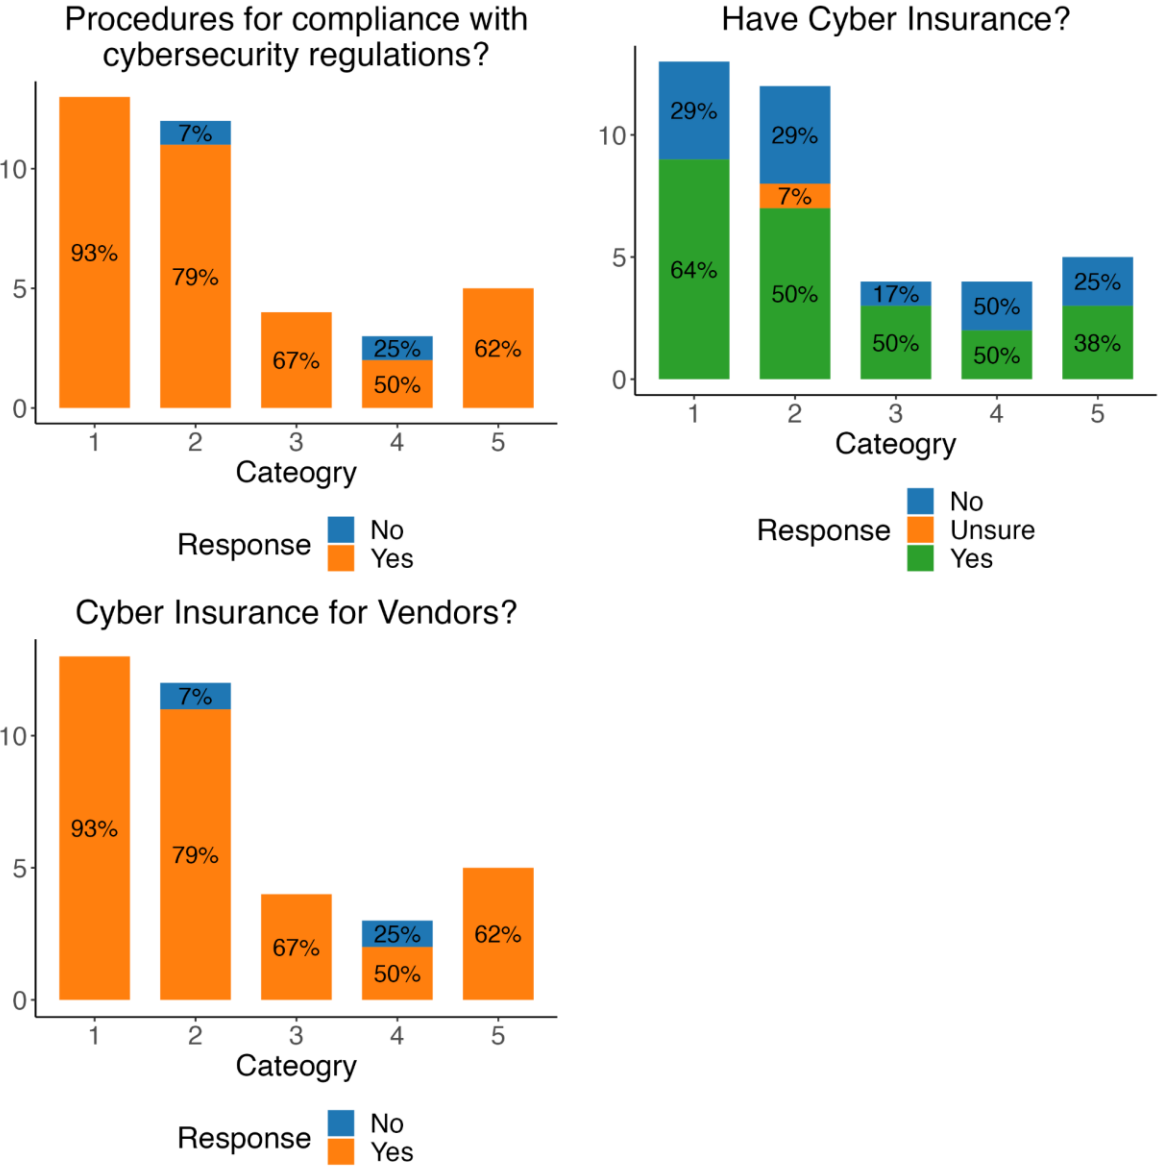 Procedures for compliance with
cybersecurity regulations?
10
5
0
93%
7%
79%
67%
25%
50%
62%
1 2 3 4 5
Cateogry
Response
No
Yes
Have Cyber Insurance?
10
5
0
29%
64%
29%
7%
50%
17%
50%
50%
50%
25%
38%
1 2 3 4 5
Cateogry
Response
No
Unsure
Yes
Cyber Insurance for Vendors?
10
5
0
93%
7%
79%
67%
25%
50%
62%
1 2 3 4 5
Cateogry
Response
No
Yes